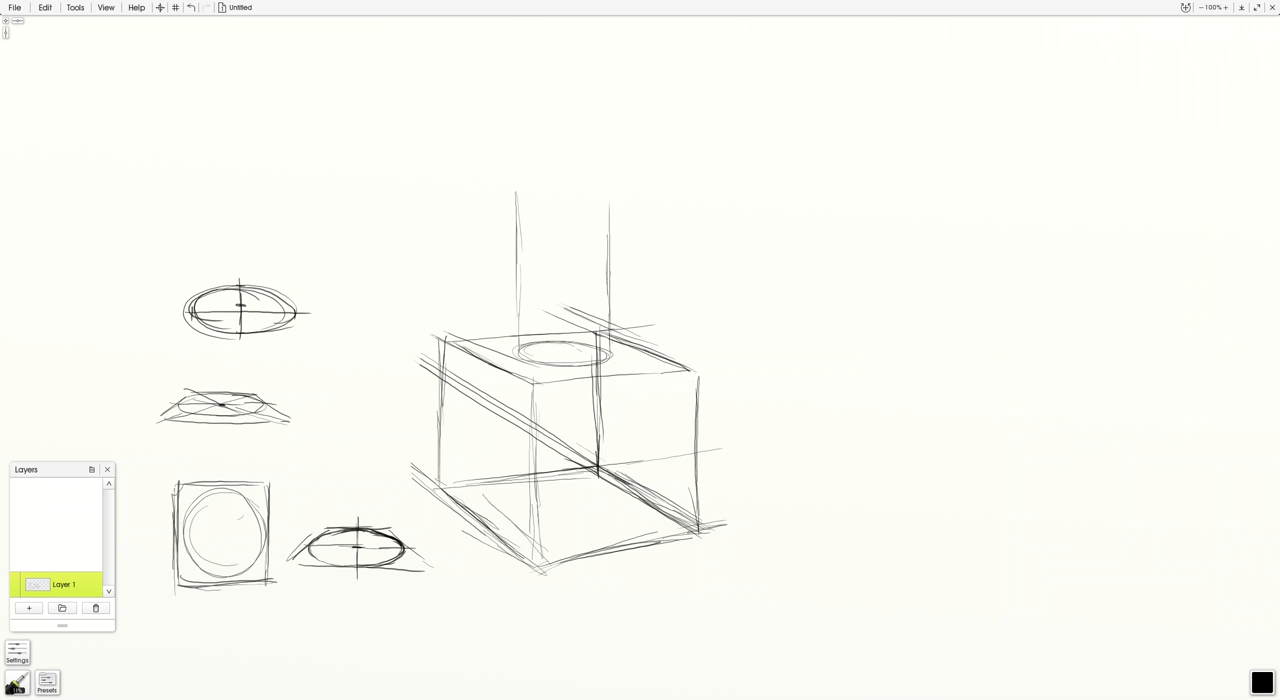 File Edit Tools View Help Untitled 100%
Layers
Layer 1
Settings
Presets